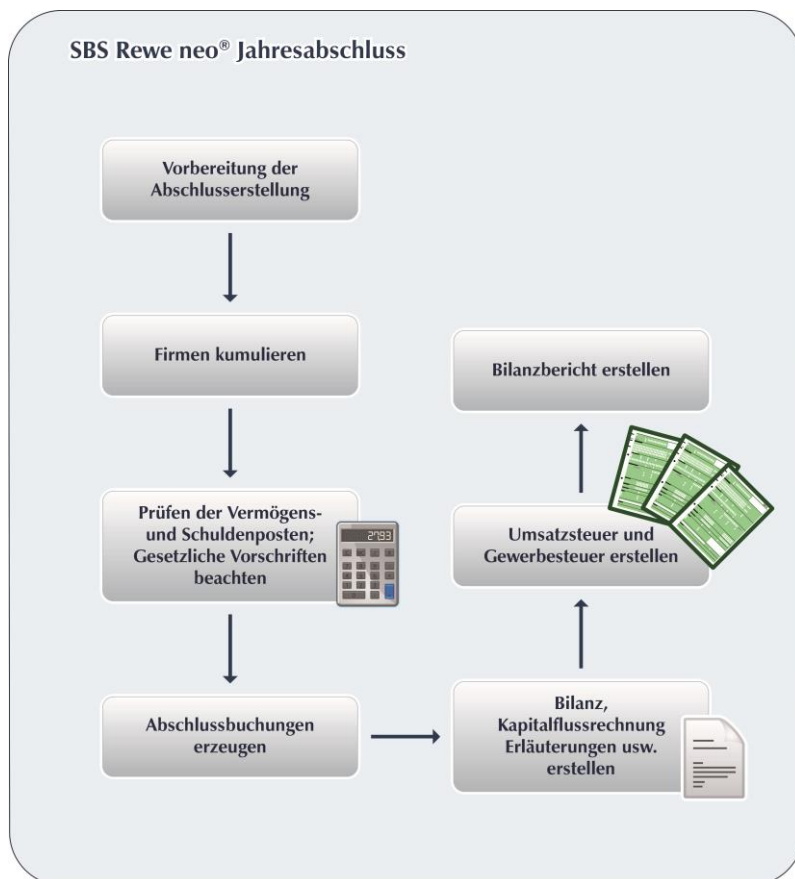 SBS Rewe neo® Jahresabschluss
Vorbereitung der
Abschlusserstellung
Firmen kumulieren
Prüfen der Vermögens-
und Schuldenposten;
Gesetzliche Vorschriften
beachten
2793
Abschlussbuchungen
erzeugen
Bilanz,
Kapitalflussrechnung
Erläuterungen usw.
erstellen
Umsatzsteuer und
Gewerbesteuer erstellen
Bilanzbericht erstellen